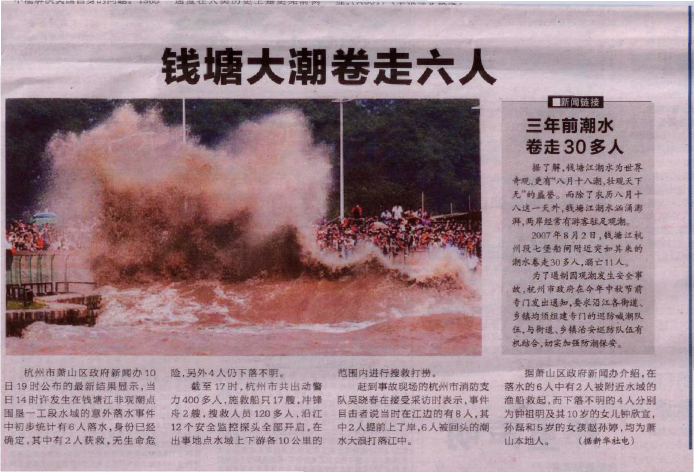 钱塘大潮卷走六人
■新闻链接
三年前潮水
卷走30多人
据了解,钱塘江潮水为世界
奇观,更有“八月十八潮,壮观天下
无”的盛誉。而除了农历八月十
八这一天外,钱塘江潮水汹涌澎
湃,两岸经常有游客驻足观潮。
2007年8月2日,钱塘江杭
州段七堡船闸附近突如其来的
潮水卷走30多人,溺亡11人。
为了遏制因观潮发生安全事
故,杭州市政府在今年中秋节前
专门发出通知,要求沿江各街道、
乡镇均须组建专门的巡防喊潮队
伍,与街道、乡镇治安巡防队伍有
机结合,切实加强防潮保安。
杭州市萧山区政府新闻办10
日19时公布的最新结果显示,当
日14时许发生在钱塘江非观潮点
围垦一工段水域的意外落水事件
中初步统计有6人落水,身份已经
确定,其中有2人获救,无生命危
险,另外4人仍下落不明。
截至17时,杭州市共出动警
力400多人,施救船只17艘,冲锋
舟2艘,搜救人员120多人,沿江
12个安全监控探头全部开启,在
出事地点水域上下游各10公里的
范围内进行搜救打捞。
赶到事故现场的杭州市消防支
队吴晓春在接受采访时表示,事件
目击者说当时在江边的有8人,其
中2人提前上了岸,6人被回头的潮
水大浪打落江中。
据萧山区政府新闻办介绍,在
落水的6人中有2人被附近水域的
渔船救起,而下落不明的4人分别
为钟祖明及其10岁的女儿钟欣宜,
孙磊和5岁的女孩赵孙婷,均为萧
山本地人。(据新华社电)